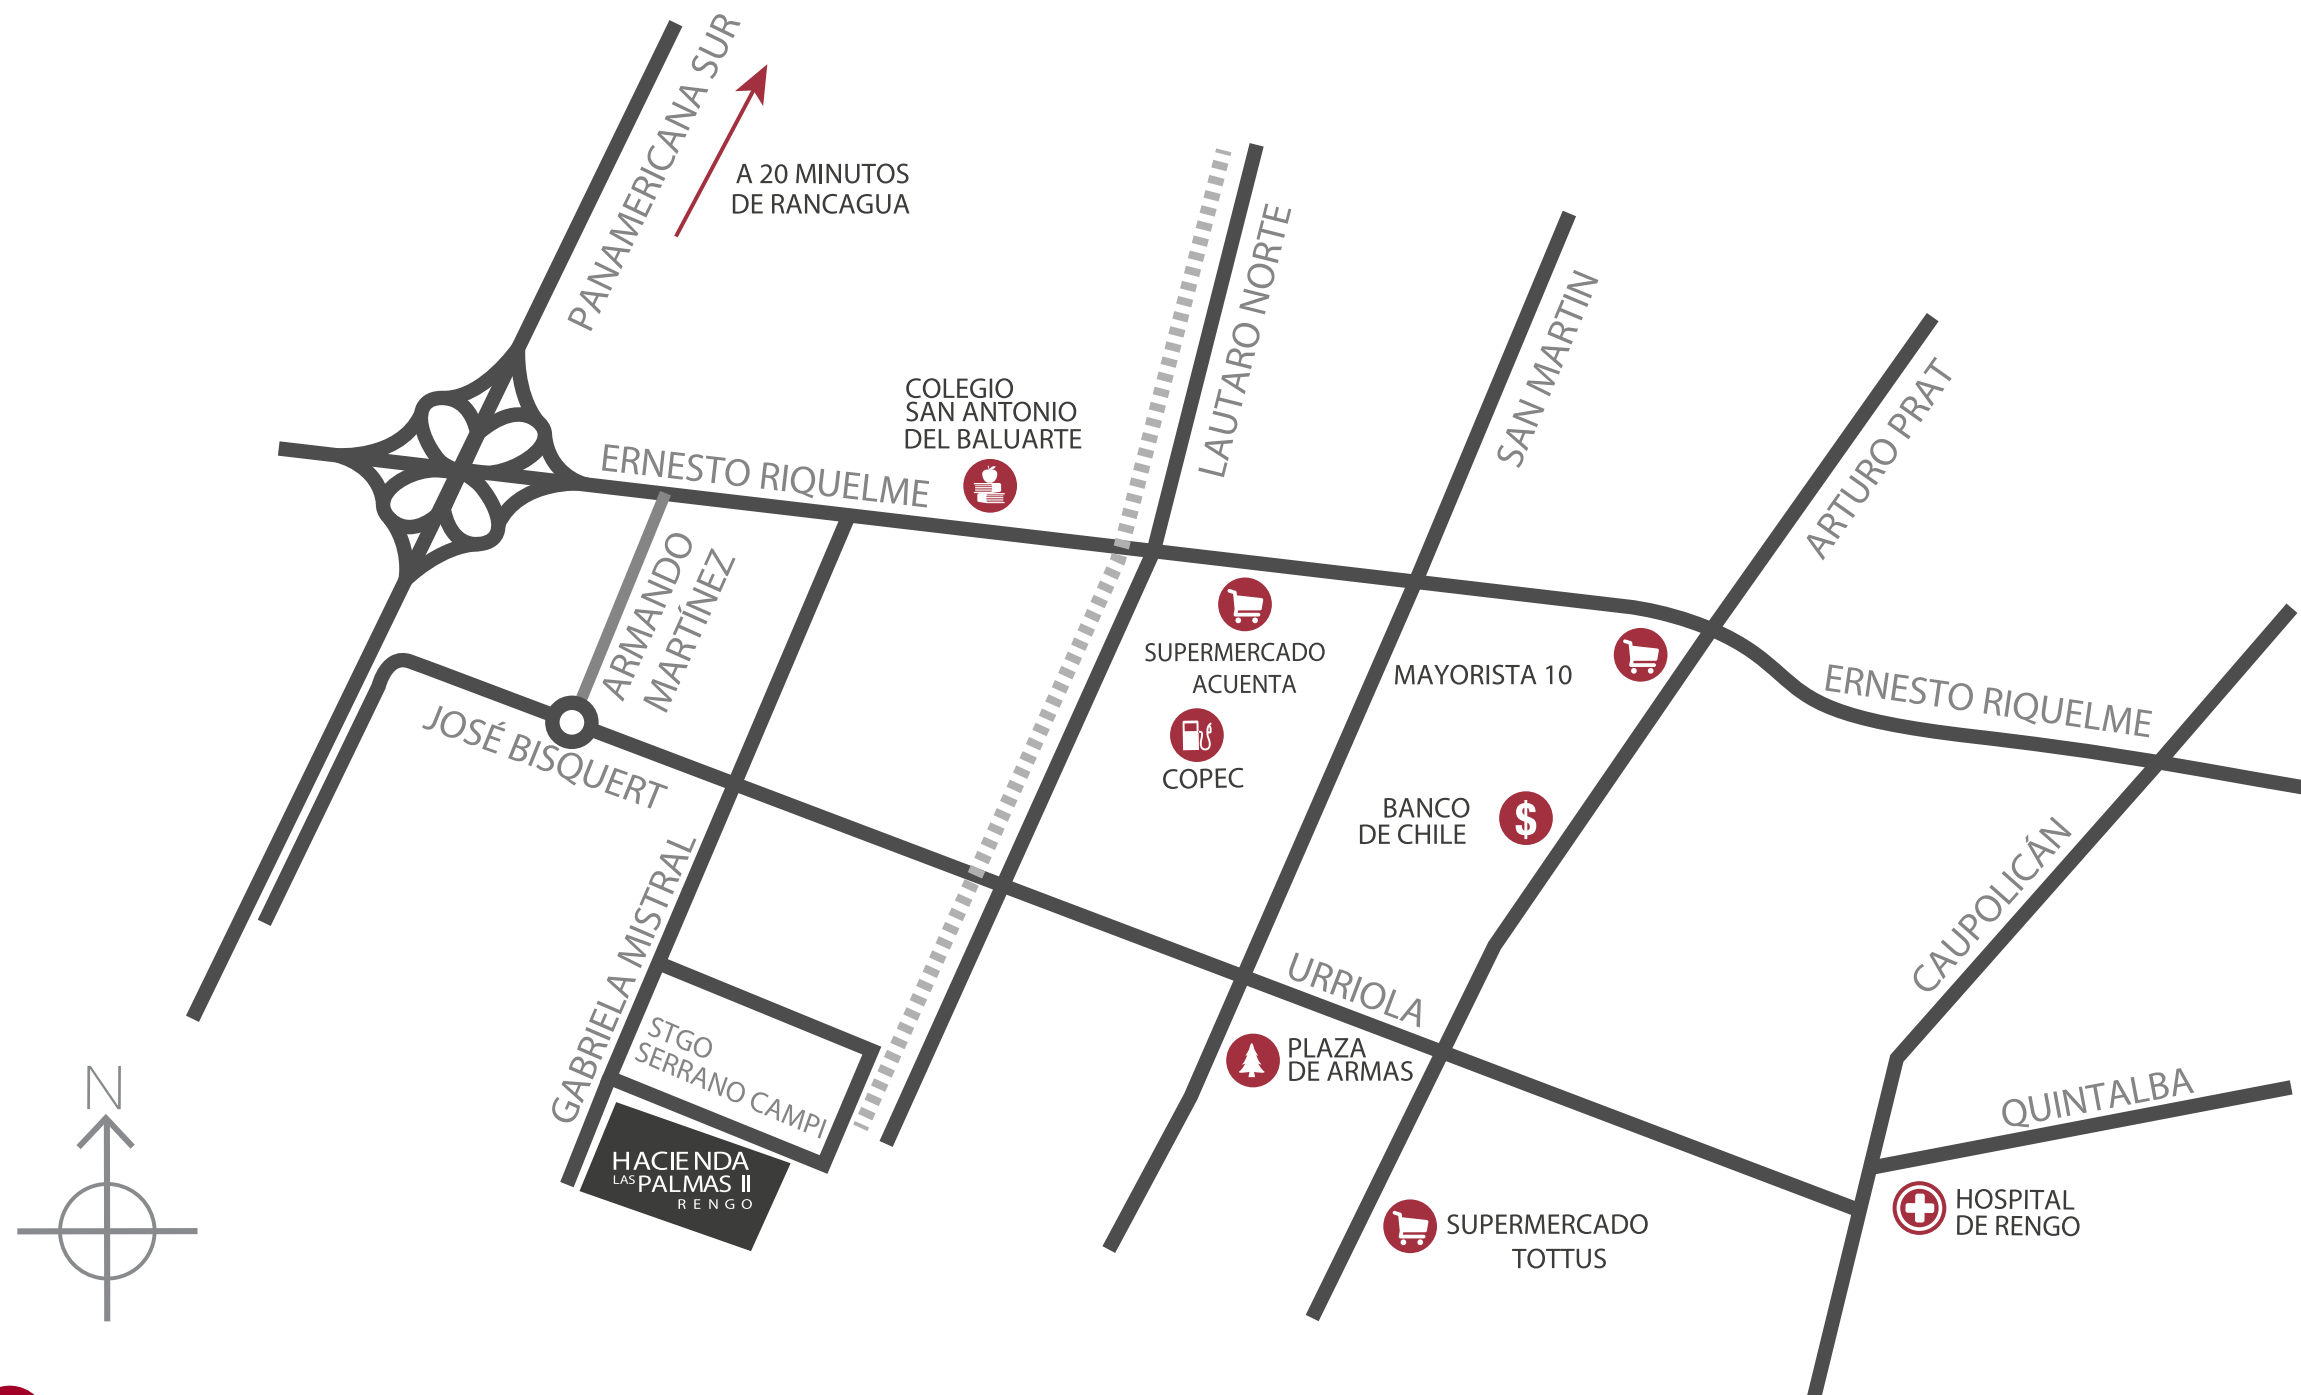 PANAMERICANA SUR
A 20 MINUTOS
DE RANCAGUA
LAUTARO NORTE
SAN MARTIN
ARTURO PRAT
COLEGIO
SAN ANTONIO
DEL BALUARTE
ERNESTO RIQUELME
ARMANDO
MARTÍNEZ
SUPERMERCADO
ACUENTA
MAYORISTA 10
ERNESTO RIQUELME
JOSÉ BISQUERT
COPEC
BANCO
DE CHILE
$
CAUPOLICÁN
GABRIELA MISTRAL
URRIOLA
STGO
SERRANO CAMPI
PLAZA
DE ARMAS
N
QUINTALBA
HACIENDA
LAS PALMAS II
RENGO
HOSPITAL
DE RENGO
SUPERMERCADO
TOTTUS